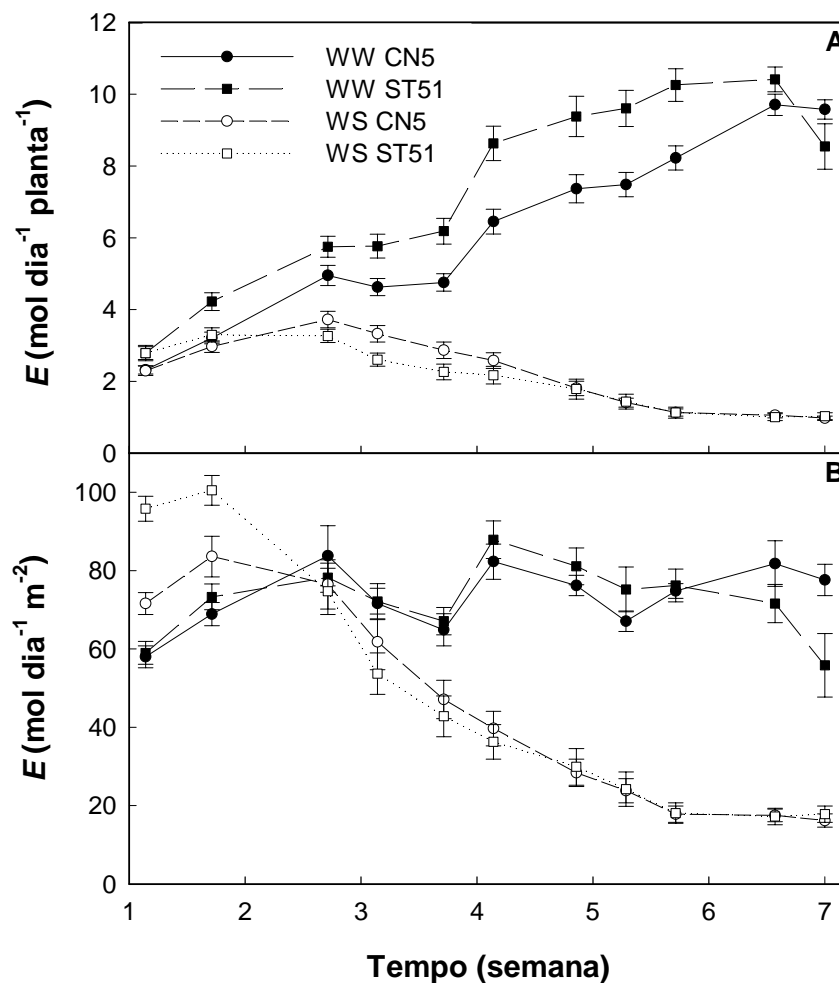 12
A
WW CN5
WW ST51
WS CN5
WS ST51
10
8
6
4
2
0
E (mol dia⁻¹ planta⁻¹)
B
100
80
60
40
20
0
E (mol dia⁻¹ m⁻²)
1 2 3 4 5 6 7
Tempo (semana)